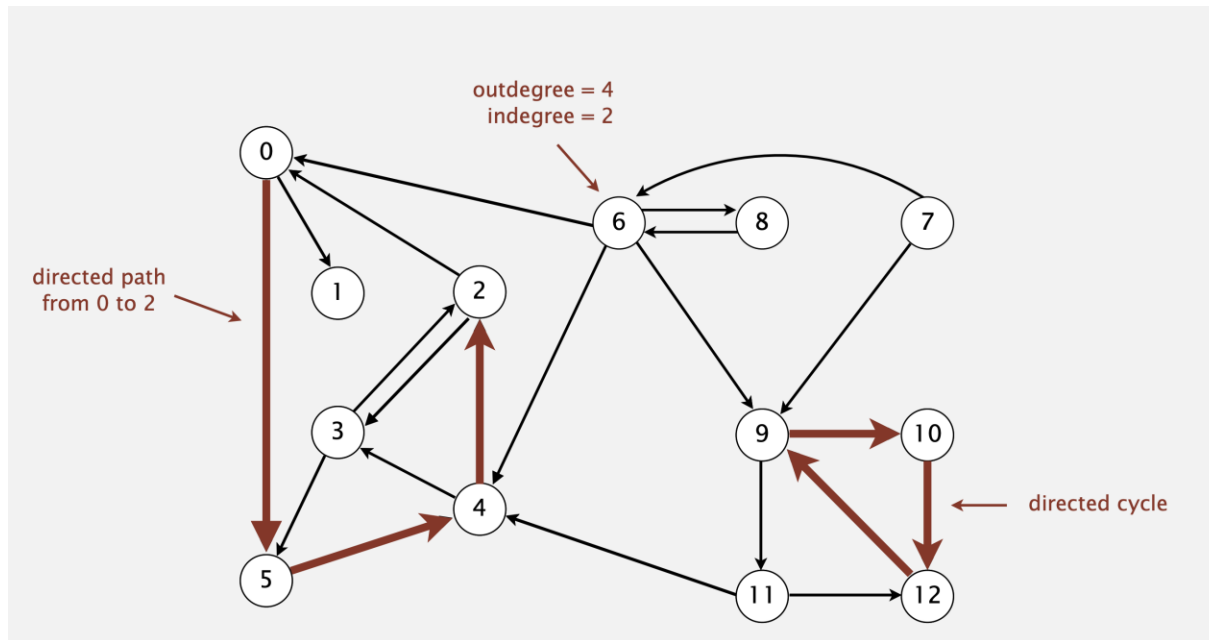 outdegree = 4
indegree = 2
0
6
8
7
directed path
from 0 to 2
1
2
3
9
10
4
directed cycle
5
11
12